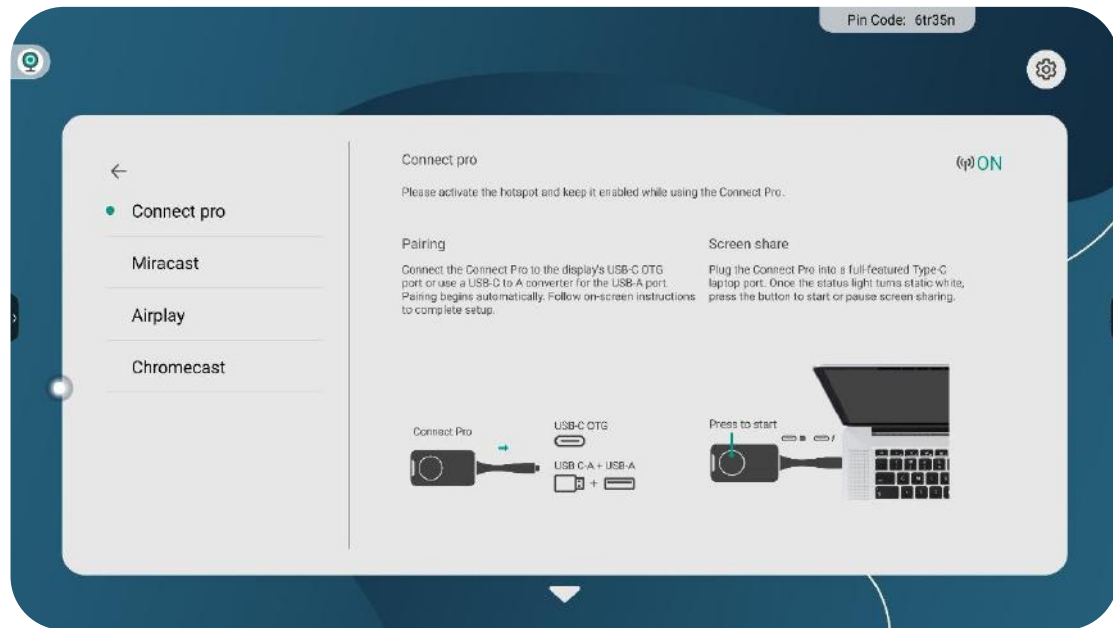 Pin Code: 6tr35n
←
Connect pro
Miracast
Airplay
Chromecast
Connect pro
ON
Please activate the hotspot and keep it enabled while using the Connect Pro.
Pairing
Connect the Connect Pro to the display's USB-C OTG
port or use a USB-C to A converter for the USB-A port.
Pairing begins automatically. Follow on-screen instructions
to complete setup.
Screen share
Plug the Connect Pro into a full-featured Type-C
laptop port. Once the status light turns static white,
press the button to start or pause screen sharing.
Connect Pro
USB-C OTG
USB C-A + USB-A
+
Press to start